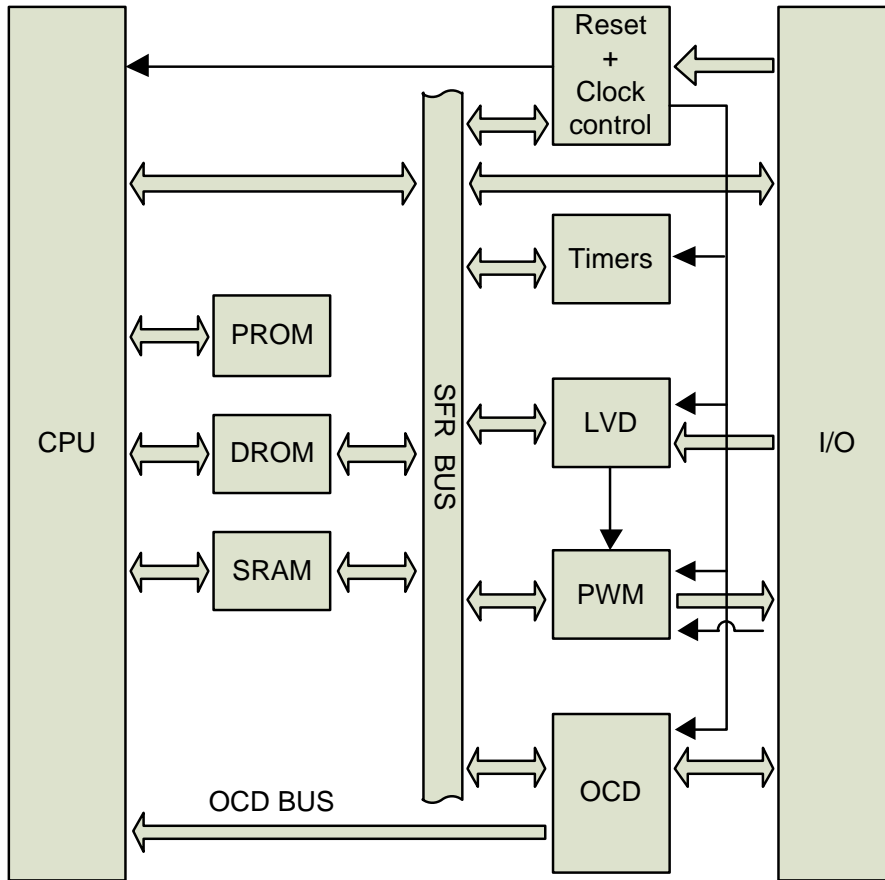 Reset
+
Clock
control
Timers
PROM
CPU
DROM
SFR BUS
LVD
I/O
SRAM
PWM
OCD BUS
OCD